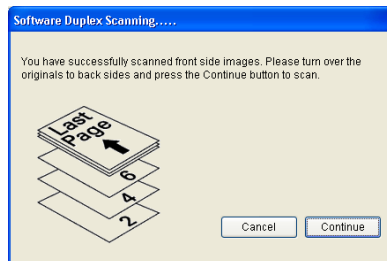 Software Duplex Scanning.....
You have successfully scanned front side images. Please turn over the
originals to back sides and press the Continue button to scan.
Last
Page
6
4
2
Cancel Continue